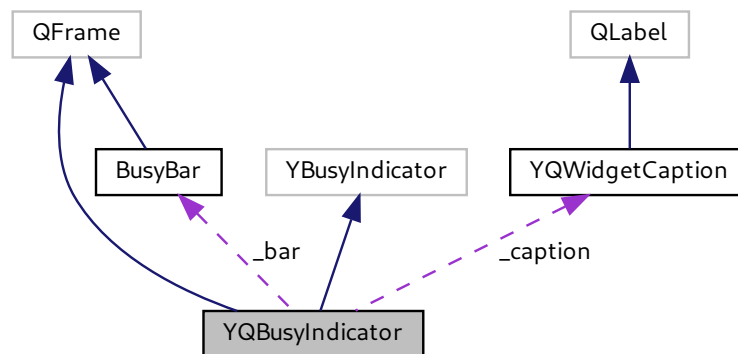 QFrame
QLabel
BusyBar
YBusyIndicator
YQWidgetCaption
_bar
_caption
YQBusyIndicator